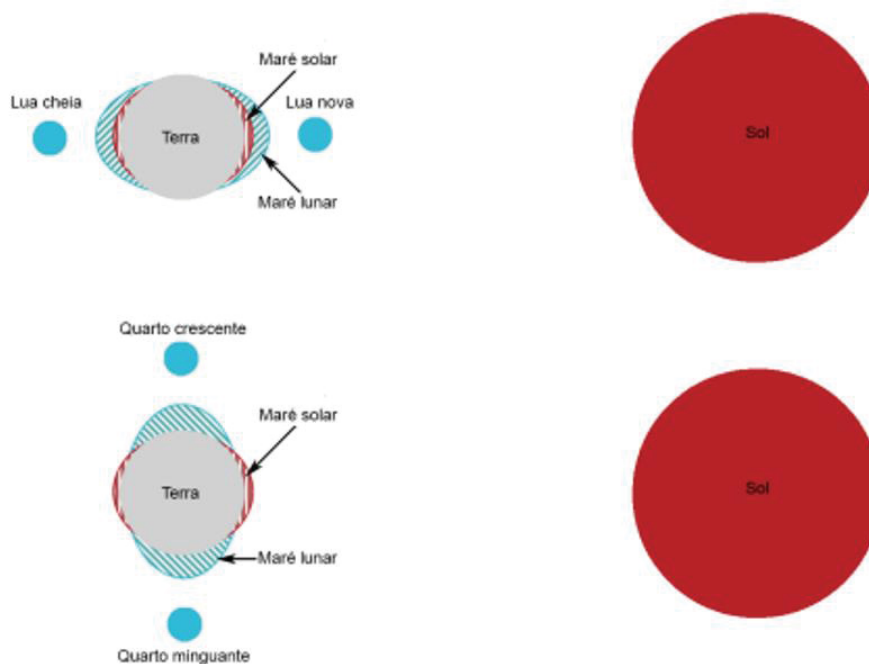 Maré solar
Lua cheia
Lua nova
Terra
Sol
Maré lunar
Quarto crescente
Maré solar
Terra
Sol
Maré lunar
Quarto minguante